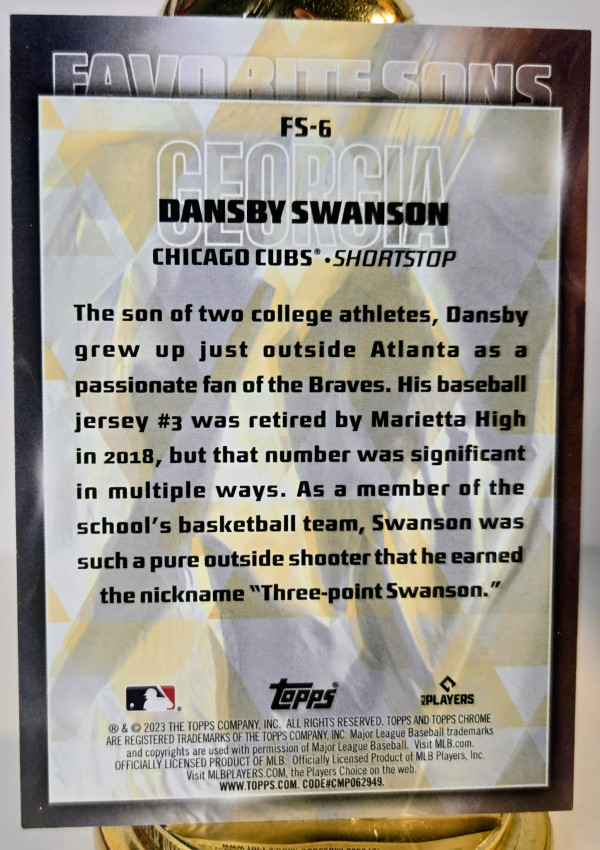 FAVORITE SONS
FS-6
GEORGIA
DANSBY SWANSON
CHICAGO CUBS® • SHORTSTOP
The son of two college athletes, Dansby
grew up just outside Atlanta as a
passionate fan of the Braves. His baseball
jersey #3 was retired by Marietta High
in 2018, but that number was significant
in multiple ways. As a member of the
school's basketball team, Swanson was
such a pure outside shooter that he earned
the nickname "Three-point Swanson."
topps® PLAYERS
® & © 2023 THE TOPPS COMPANY, INC. ALL RIGHTS RESERVED. TOPPS AND TOPPS CHROME
ARE REGISTERED TRADEMARKS OF THE TOPPS COMPANY, INC. Major League Baseball trademarks
and copyrights are used with permission of Major League Baseball. Visit MLB.com.
OFFICIALLY LICENSED PRODUCT OF MLB. Officially Licensed Product of MLB Players, Inc.
Visit MLBPLAYERS.COM, the Players Choice on the web.
WWW.TOPPS.COM. CODE#CMP062949.